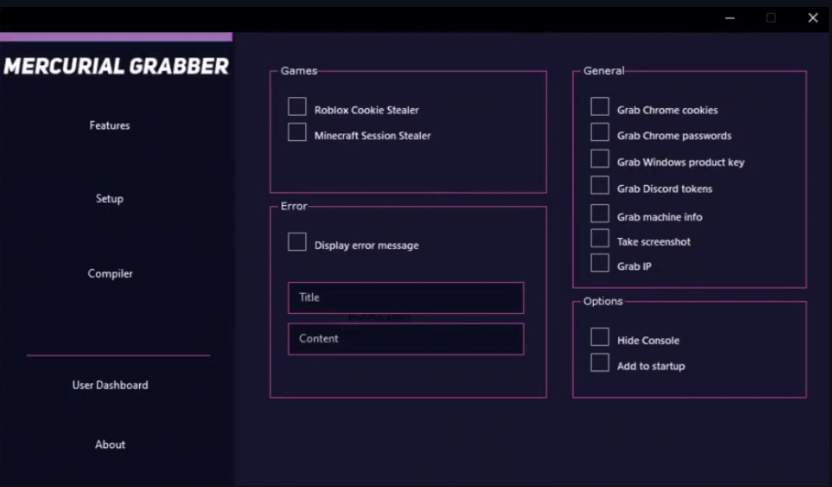 MERCURIAL GRABBER
Features
Setup
Compiler
User Dashboard
About
Games
Roblox Cookie Stealer
Minecraft Session Stealer
Error
Display error message
Title
Content
General
Grab Chrome cookies
Grab Chrome passwords
Grab Windows product key
Grab Discord tokens
Grab machine info
Take screenshot
Grab IP
Options
Hide Console
Add to startup